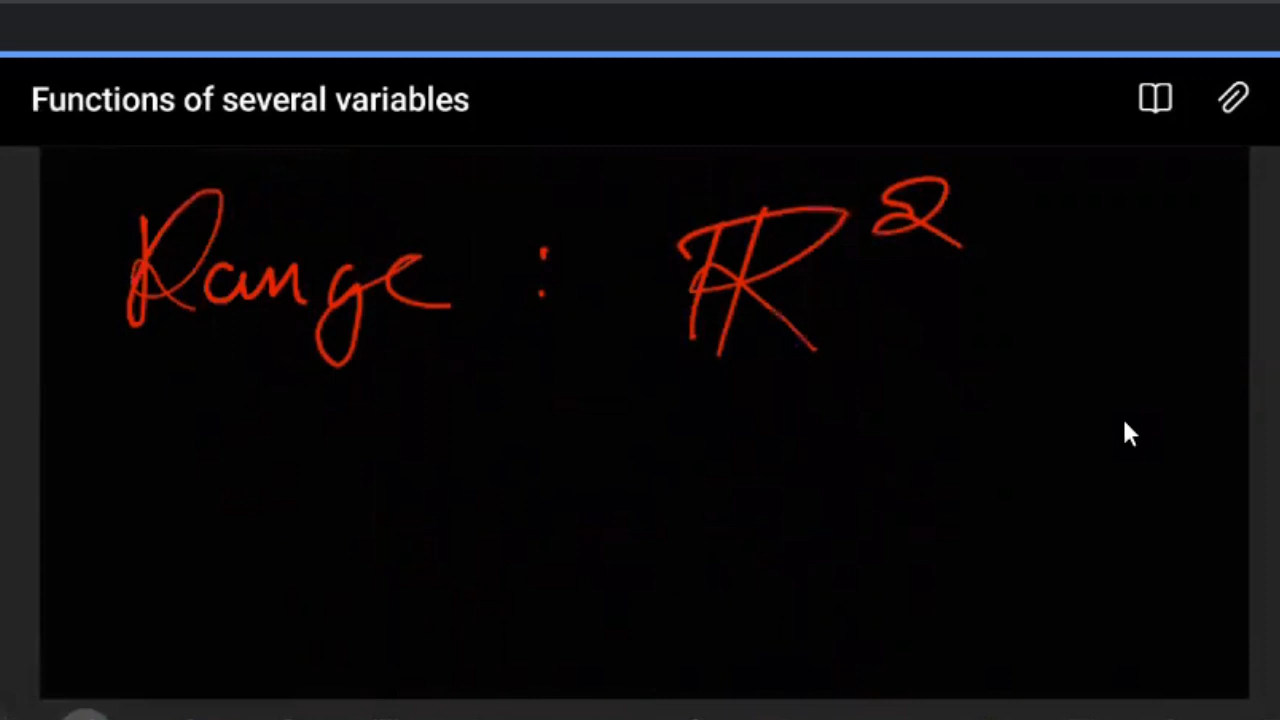 Functions of several variables
Range : ℝ²